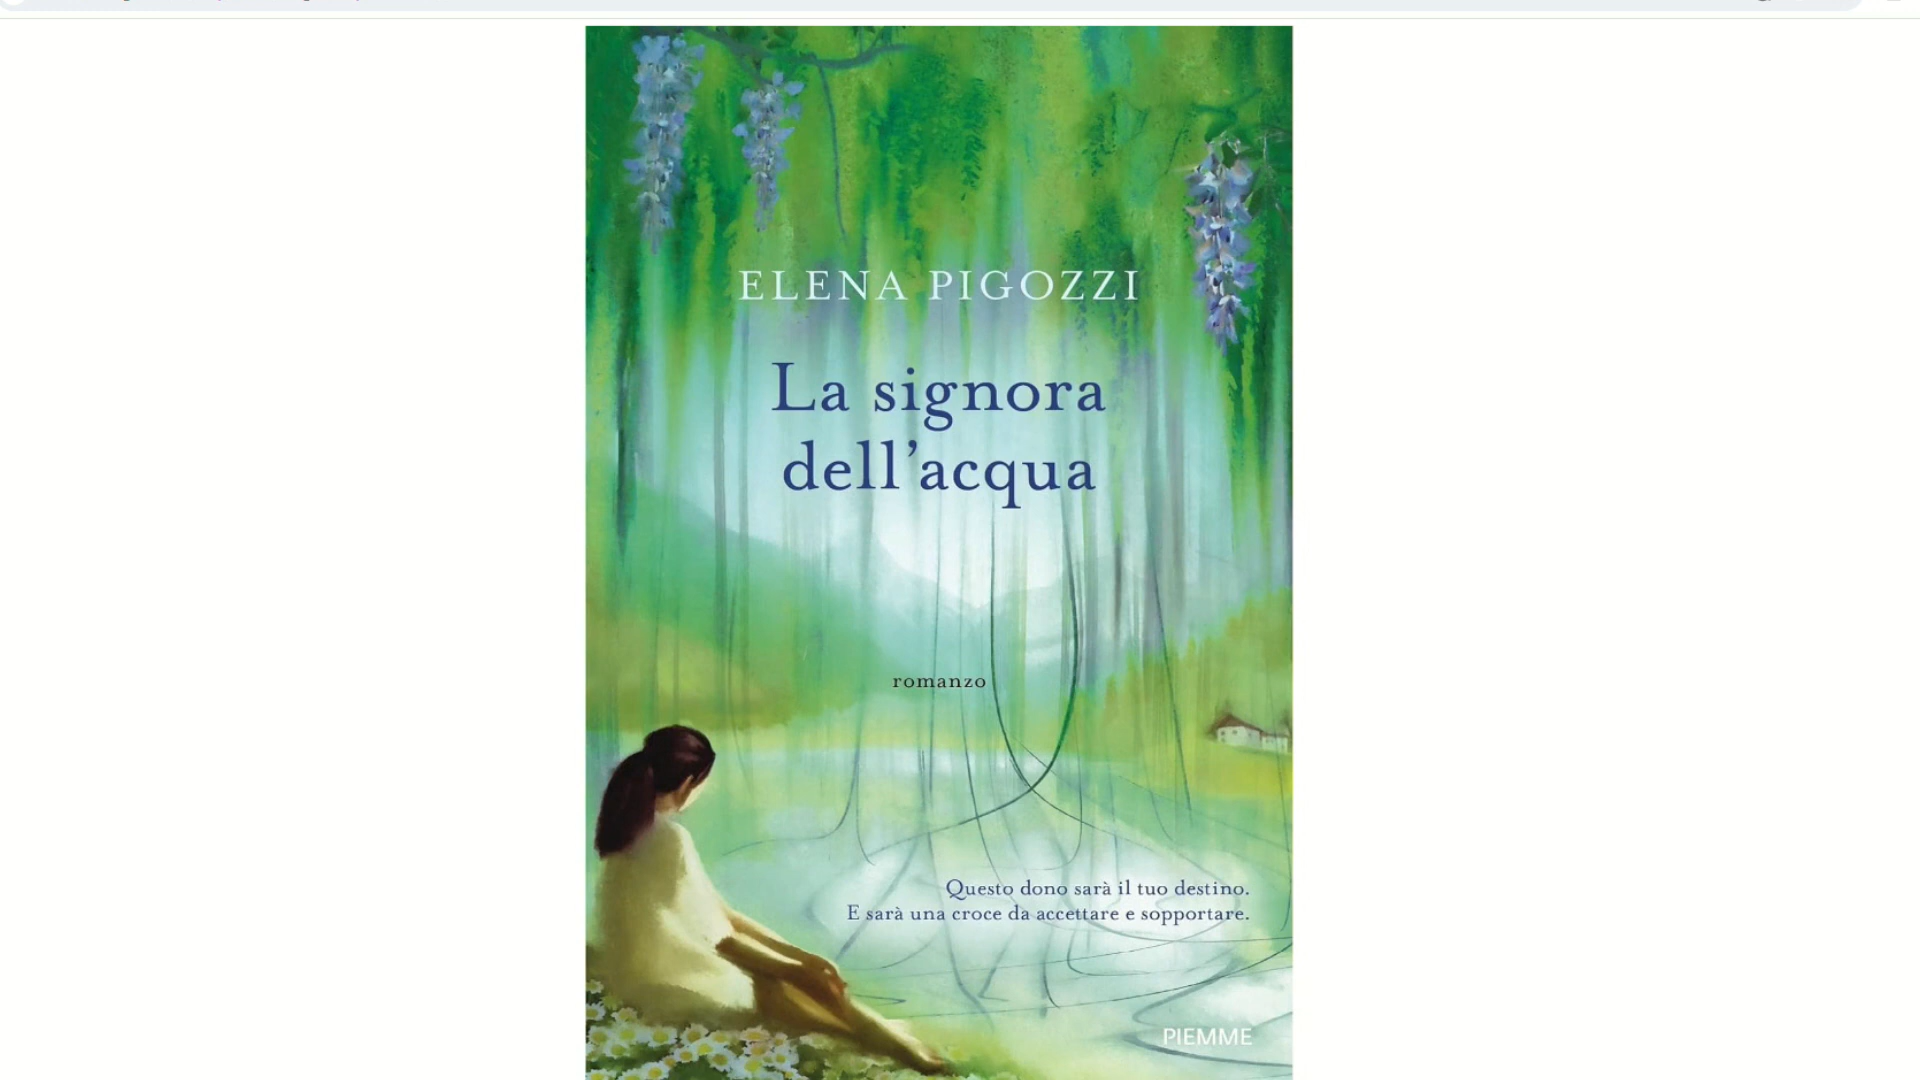 ELENA PIGOZZI
La signora
dell’acqua
romanzo
Questo dono sarà il tuo destino.
E sarà una croce da accettare e sopportare.
PIEMME